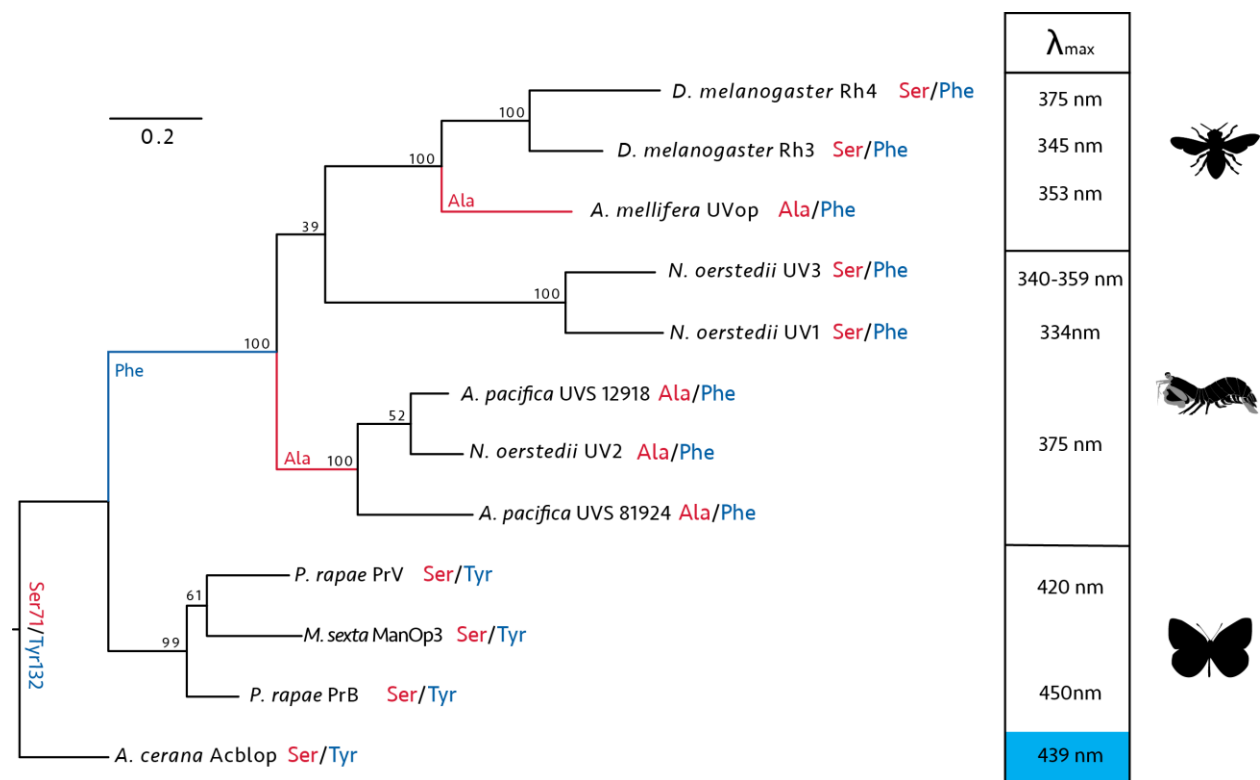 λmax
D. melanogaster Rh4 Ser/Phe 375 nm
100
0.2
D. melanogaster Rh3 Ser/Phe 345 nm
100
Ala
A. mellifera UVop Ala/Phe 353 nm
39
N. oerstedii UV3 Ser/Phe 340-359 nm
100
N. oerstedii UV1 Ser/Phe 334nm
100
Phe
A. pacifica UVS 12918 Ala/Phe
52
N. oerstedii UV2 Ala/Phe 375 nm
Ala 100
A. pacifica UVS 81924 Ala/Phe
P. rapae PrV Ser/Tyr 420 nm
61
Ser71/Tyr132
M. sexta ManOp3 Ser/Tyr
99
P. rapae PrB Ser/Tyr 450nm
A. cerana Acblop Ser/Tyr 439 nm